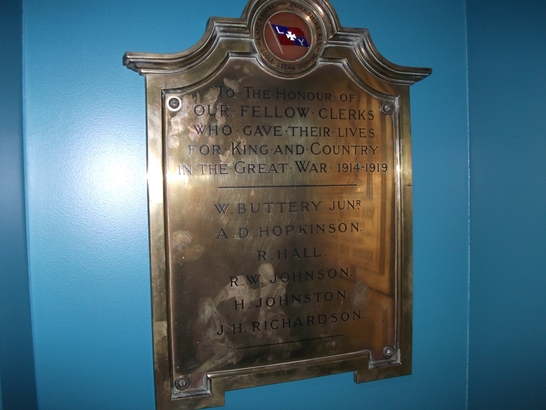 L Y
STEAM
TO THE HONOUR OF
OUR·FELLOW·CLERKS
WHO GAVE·THEIR·LIVES
FOR KING·AND·COUNTRY
IN THE GREAT·WAR 1914-1919
W. BUTTERY JUNR
A.D. HOPKINSON.
R. HALL.
R.W. JOHNSON.
H. JOHNSTON
J.H. RICHARDSON.